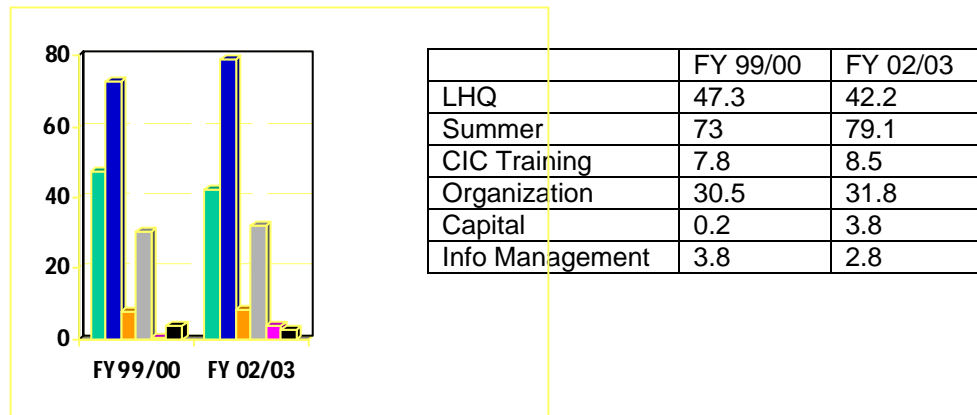 80
60
40
20
0
FY99/00 FY 02/03
FY 99/00 FY 02/03
LHQ 47.3 42.2
Summer 73 79.1
CIC Training 7.8 8.5
Organization 30.5 31.8
Capital 0.2 3.8
Info Management 3.8 2.8